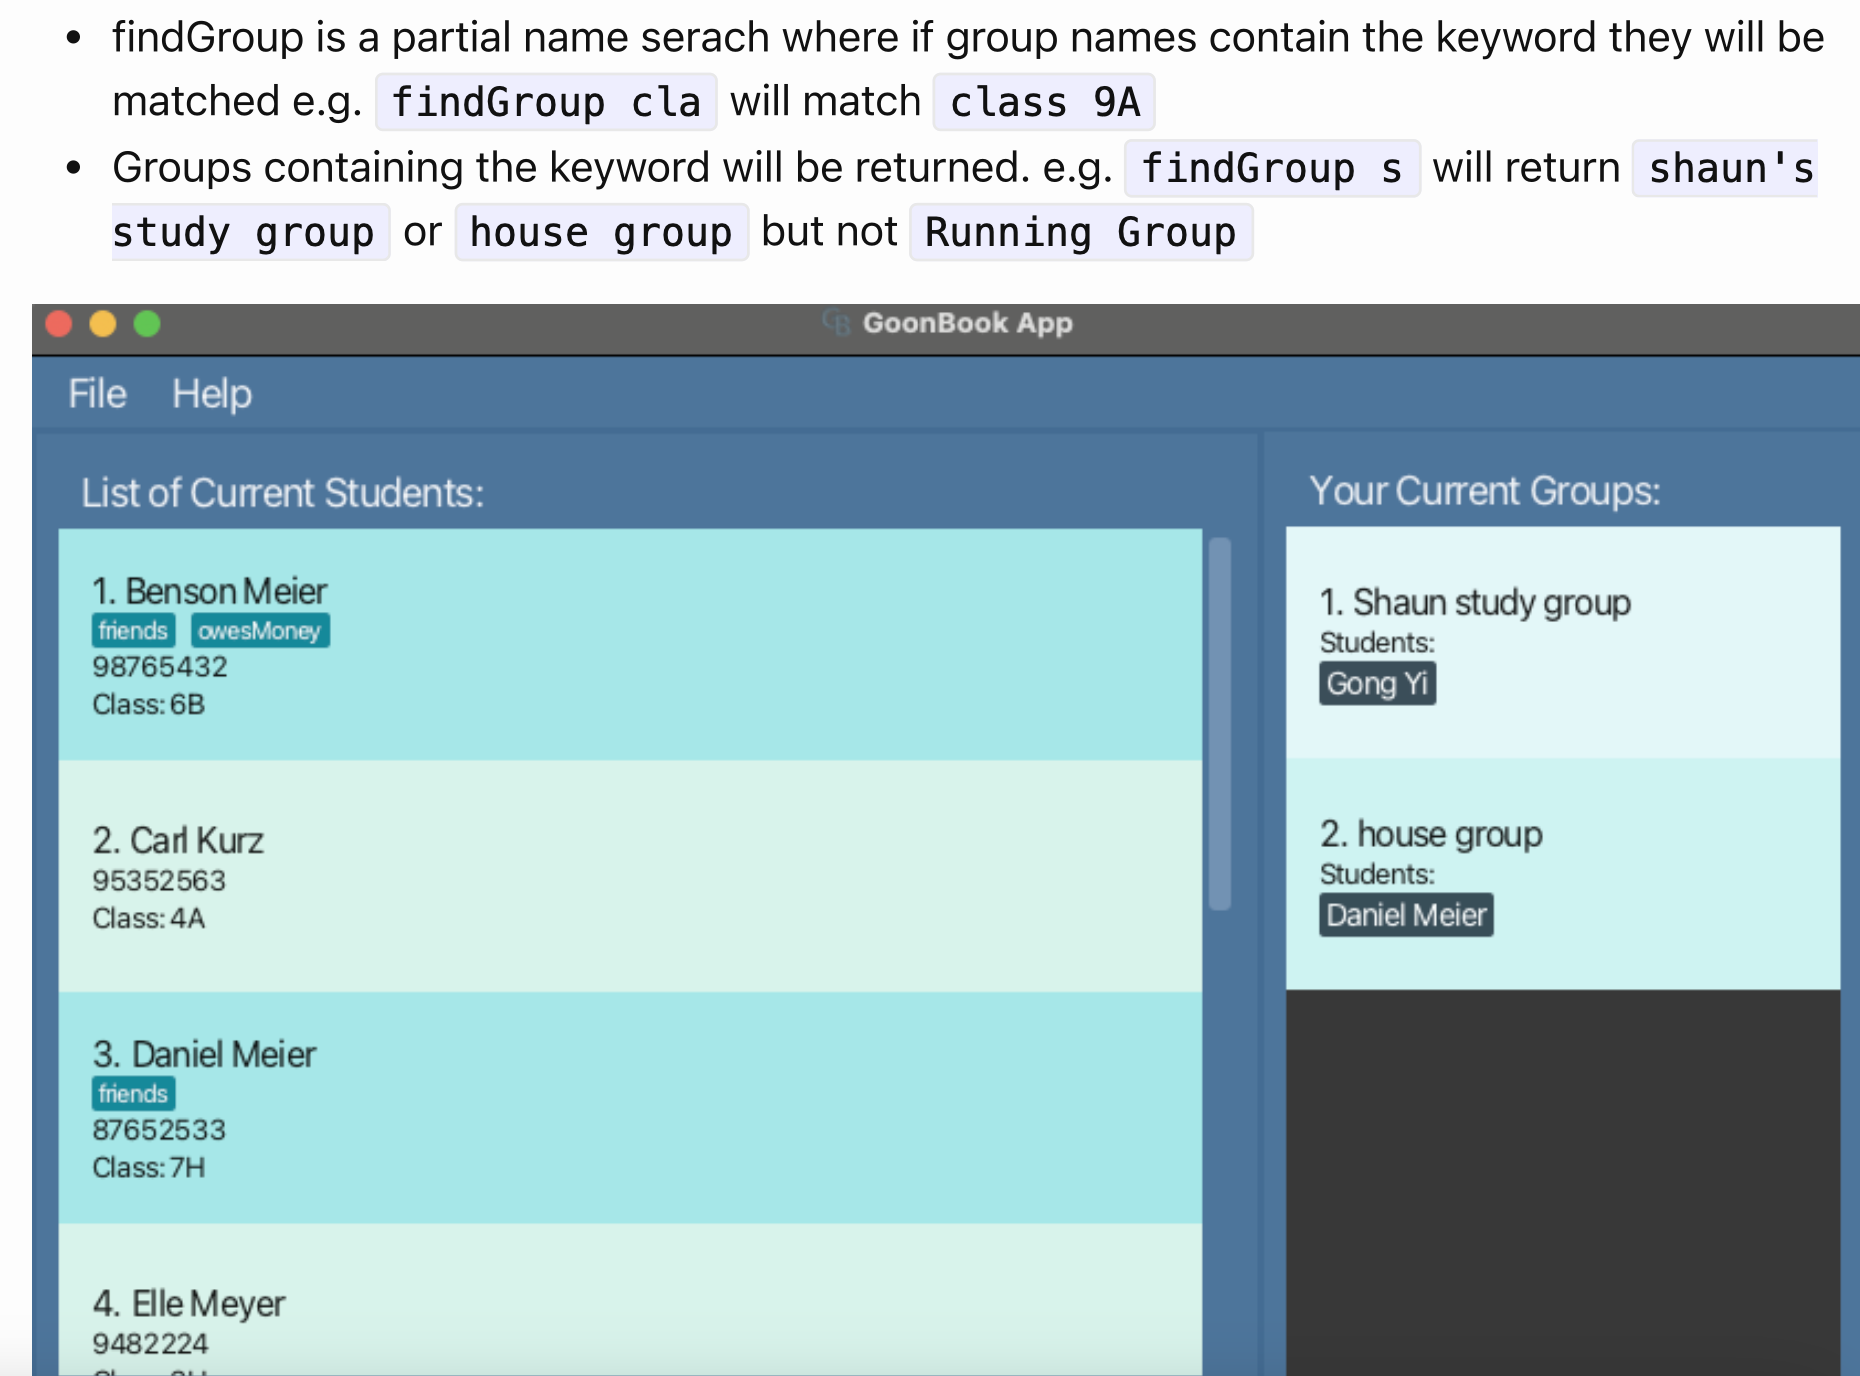 findGroup is a partial name serach where if group names contain the keyword they will be
matched e.g. findGroup cla will match class 9A
Groups containing the keyword will be returned. e.g. findGroup s will return shaun's
study group or house group but not Running Group
GoonBook App
File Help
List of Current Students:
1. Benson Meier
friends owesMoney
98765432
Class: 6B
2. Carl Kurz
95352563
Class: 4A
3. Daniel Meier
friends
87652533
Class: 7H
4. Elle Meyer
9482224
Your Current Groups:
1. Shaun study group
Students:
Gong Yi
2. house group
Students:
Daniel Meier